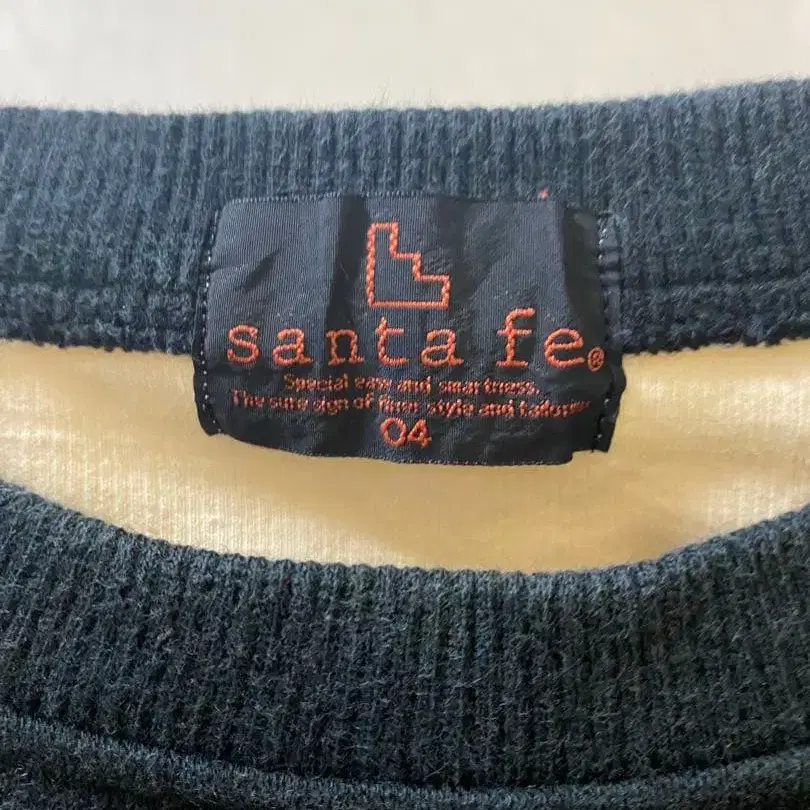 santa fe®
Special ease and smartness.
The sure sign of finer style and tailoring
04